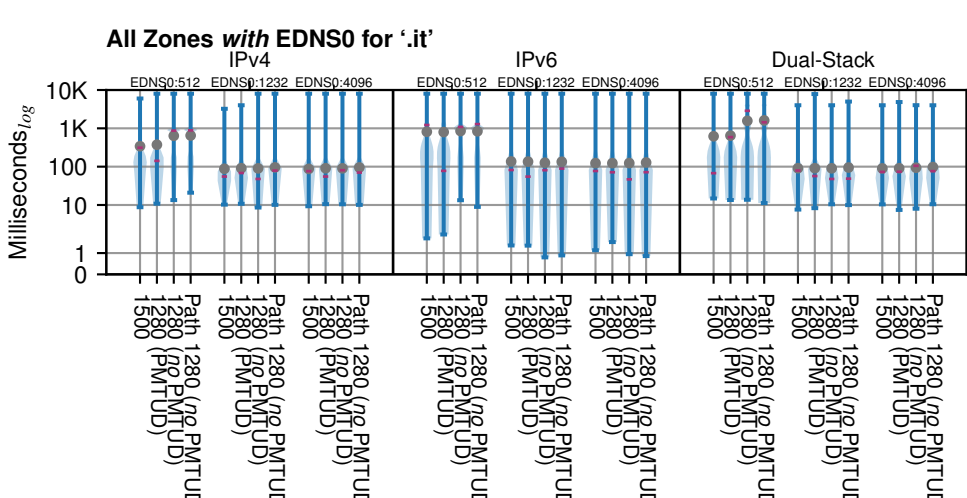 All Zones with EDNS0 for ‘.it’
IPv4 IPv6 Dual-Stack
EDNS0:512 EDNS0:1232 EDNS0:4096 EDNS0:512 EDNS0:1232 EDNS0:4096 EDNS0:512 EDNS0:1232 EDNS0:4096
Milliseconds log
10K
1K
100
10
1
0
1500
1280 (PMTUD)
1280 (no PMTUD)
Path 1280 (no PMTUD
1500
1280 (PMTUD)
1280 (no PMTUD)
Path 1280 (no PMTUD
1500
1280 (PMTUD)
1280 (no PMTUD)
Path 1280 (no PMTUD
1500
1280 (PMTUD)
1280 (no PMTUD)
Path 1280 (no PMTUD
1500
1280 (PMTUD)
1280 (no PMTUD)
Path 1280 (no PMTUD
1500
1280 (PMTUD)
1280 (no PMTUD)
Path 1280 (no PMTUD
1500
1280 (PMTUD)
1280 (no PMTUD)
Path 1280 (no PMTUD
1500
1280 (PMTUD)
1280 (no PMTUD)
Path 1280 (no PMTUD
1500
1280 (PMTUD)
1280 (no PMTUD)
Path 1280 (no PMTUD